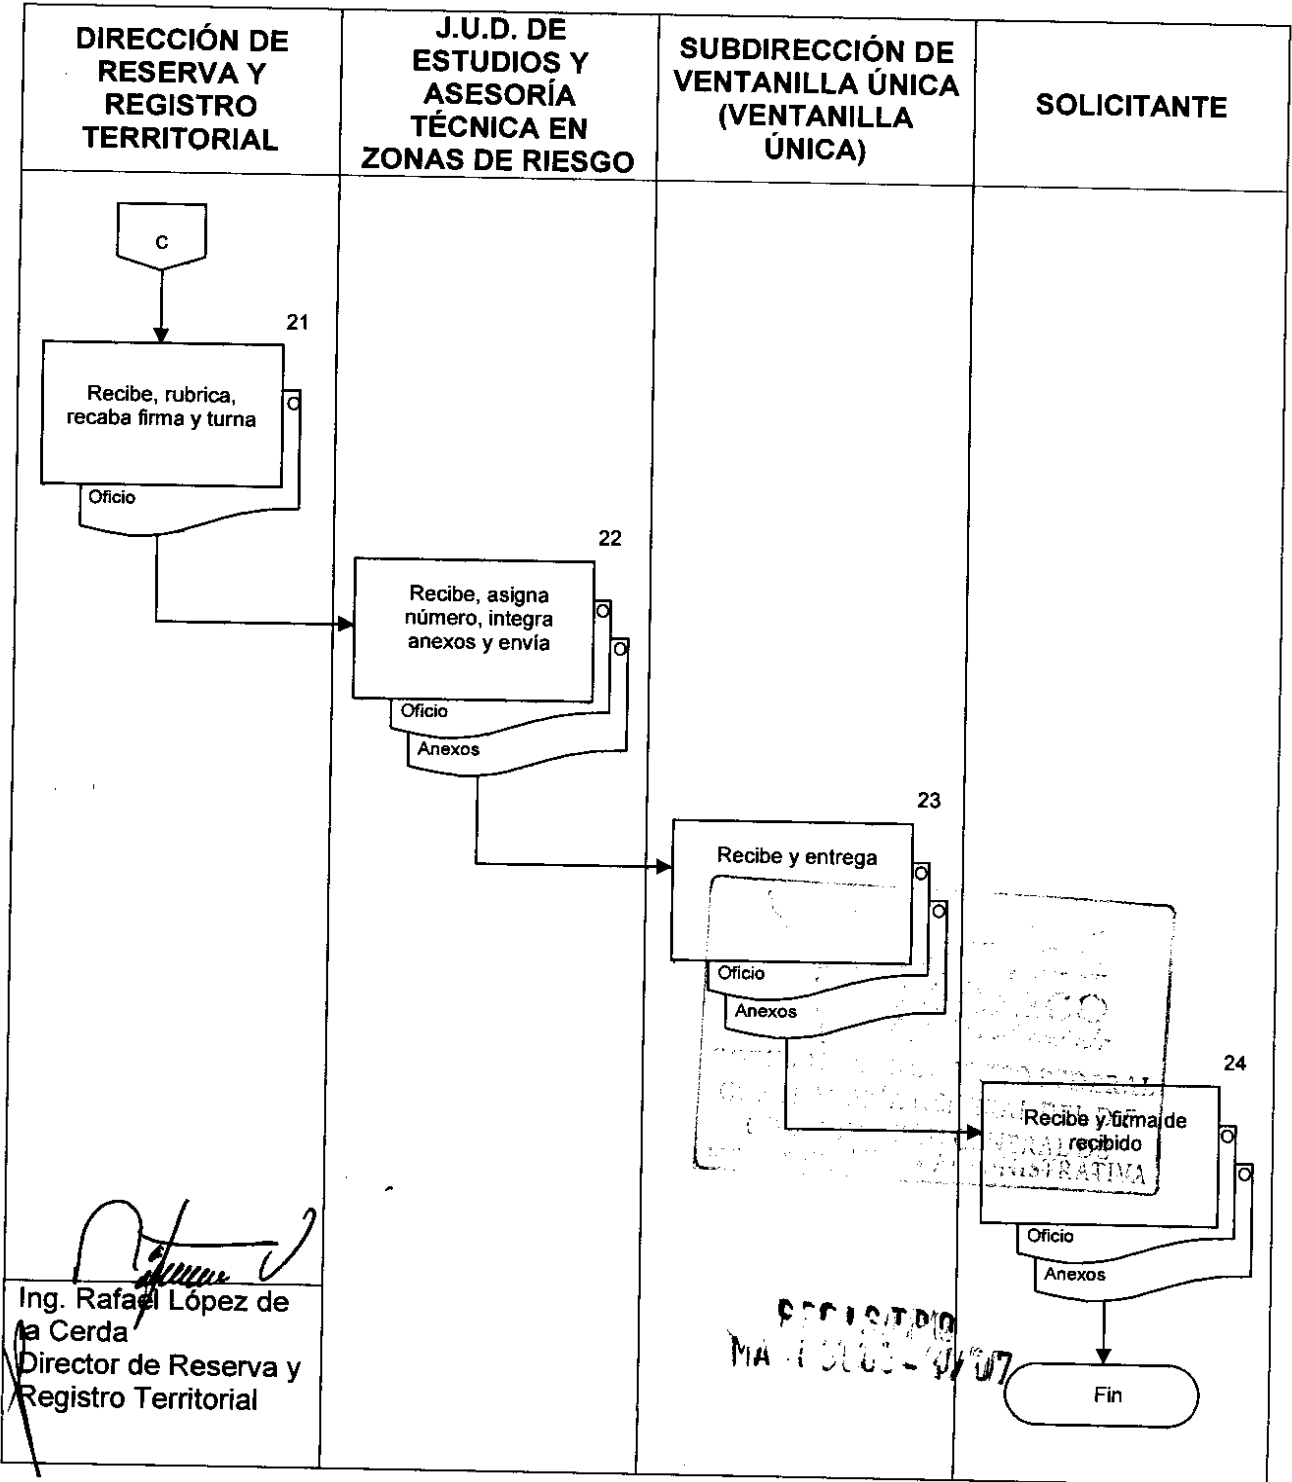 DIRECCIÓN DE
RESERVA Y
REGISTRO
TERRITORIAL
J.U.D. DE
ESTUDIOS Y
ASESORÍA
TÉCNICA EN
ZONAS DE RIESGO
SUBDIRECCIÓN DE
VENTANILLA ÚNICA
(VENTANILLA
ÚNICA)
SOLICITANTE
C
21
Recibe, rubrica,
recaba firma y turna
Oficio
22
Recibe, asigna
número, integra
anexos y envía
Oficio
Anexos
23
Recibe y entrega
Oficio
Anexos
24
Recibe y firma de
recibido
Oficio
Anexos
Fin
FEDERAL
REGISTRO
Ing. Rafael López de
la Cerda
Director de Reserva y
Registro Territorial